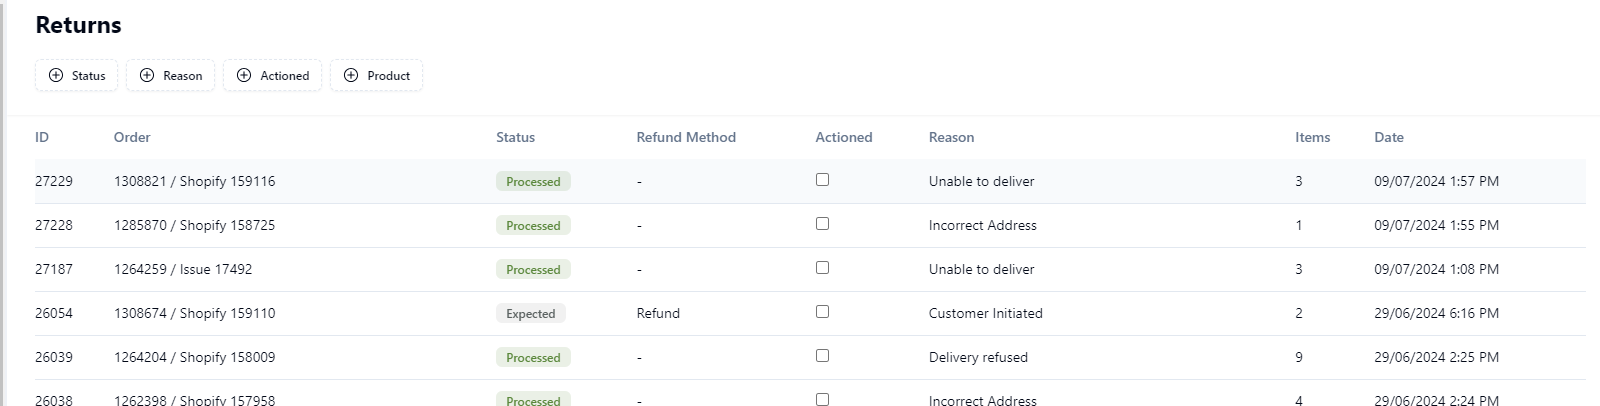 Returns
Status Reason Actioned Product
ID Order Status Refund Method Actioned Reason Items Date
27229 1308821 / Shopify 159116 Processed - Unable to deliver 3 09/07/2024 1:57 PM
27228 1285870 / Shopify 158725 Processed - Incorrect Address 1 09/07/2024 1:55 PM
27187 1264259 / Issue 17492 Processed - Unable to deliver 3 09/07/2024 1:08 PM
26054 1308674 / Shopify 159110 Expected Refund Customer Initiated 2 29/06/2024 6:16 PM
26039 1264204 / Shopify 158009 Processed - Delivery refused 9 29/06/2024 2:25 PM
26038 1262398 / Shopify 157958 Processed - Incorrect Address 4 29/06/2024 2:24 PM